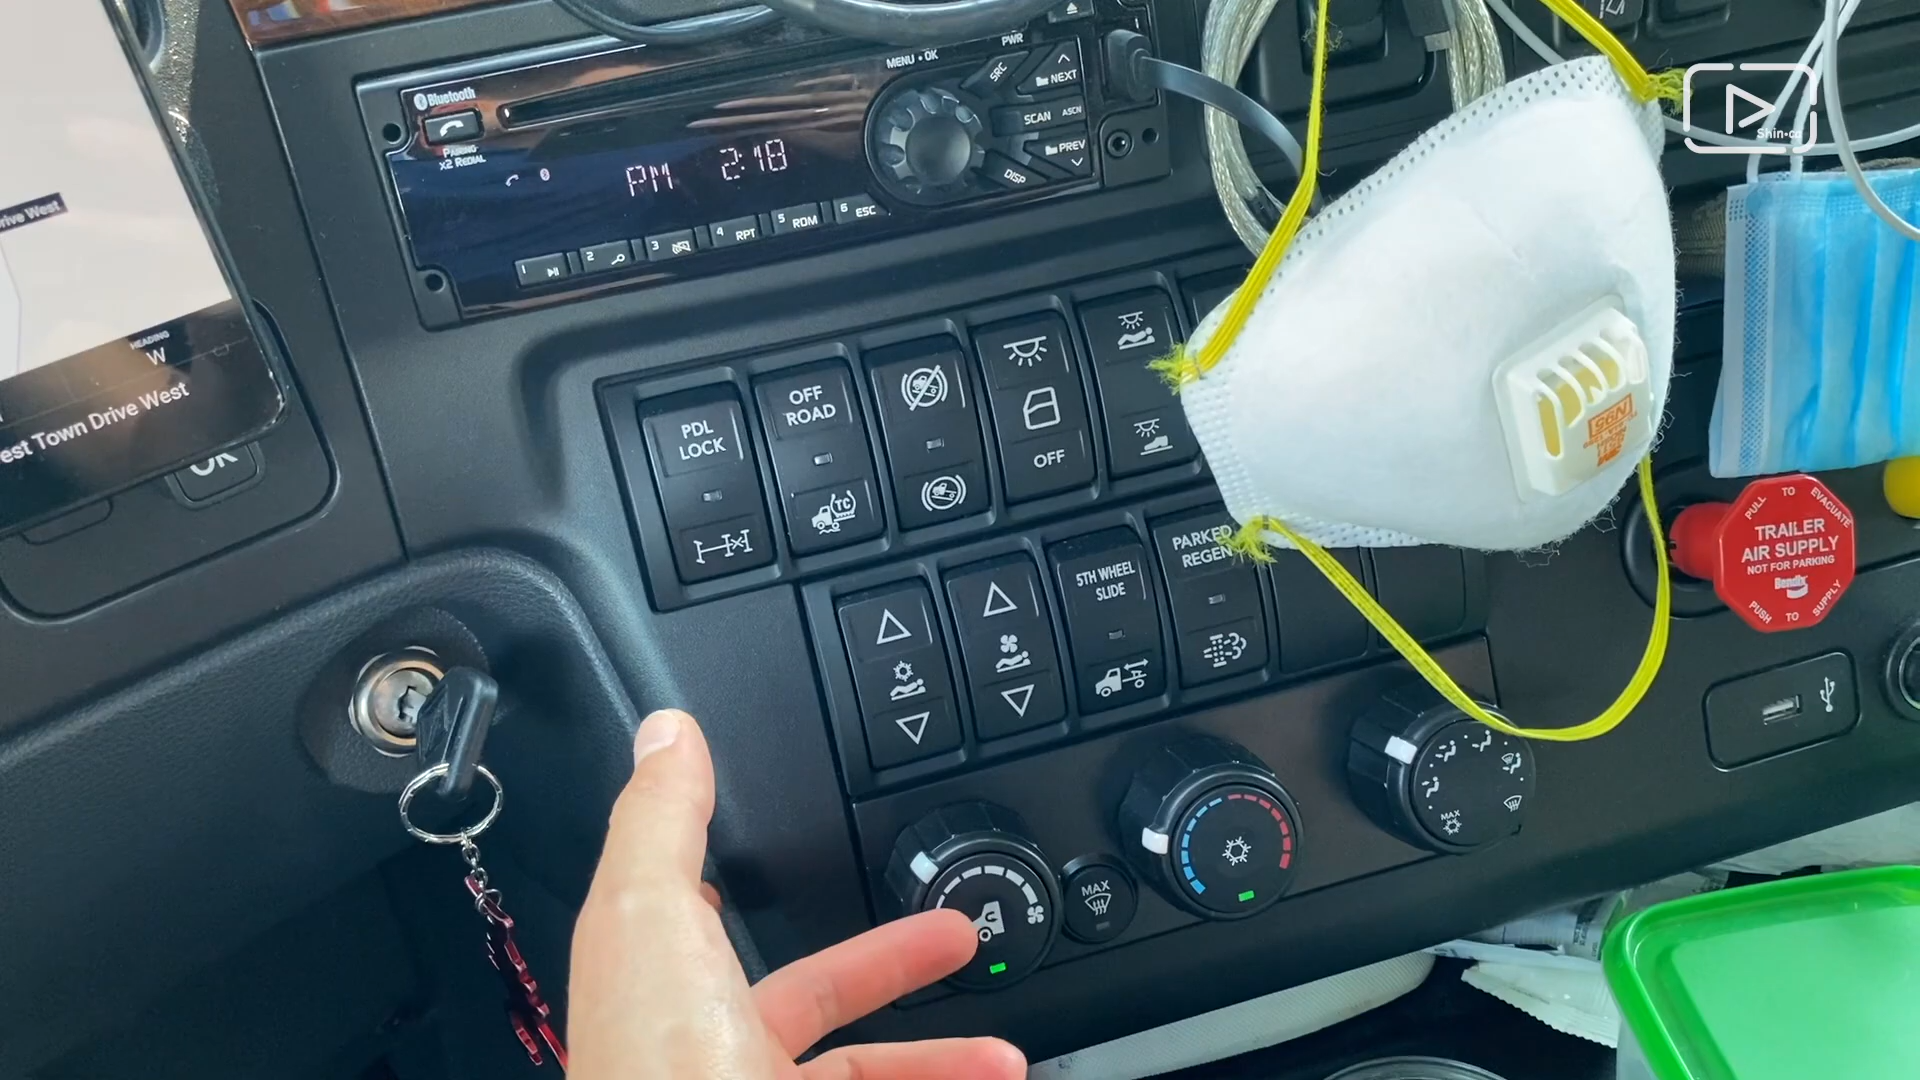 Bluetooth
PAIRING
X2 REDIAL
PM 2:18
MENU • OK
PWR
SRC
NEXT
SCAN ASCN
PREV
DISP
1
2
3
4 RPT
5 RDM
6 ESC
Shin•ca
Drive West
HEADING
W
est Town Drive West
OK
PDL
LOCK
OFF
ROAD
TC
OFF
5TH WHEEL
SLIDE
PARKED
REGEN
MAX
MAX
N95
PULL TO EVACUATE
TRAILER
AIR SUPPLY
NOT FOR PARKING
Bendix
PUSH TO SUPPLY